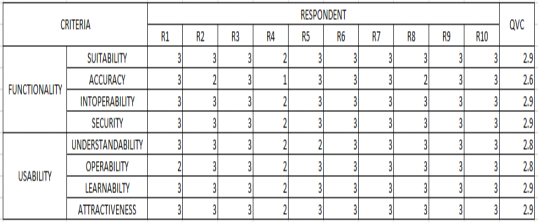 CRITERIA RESPONDENT QVC
R1 R2 R3 R4 R5 R6 R7 R8 R9 R10
FUNCTIONALITY
SUITABILITY 3 3 3 2 3 3 3 3 3 3 2.9
ACCURACY 3 2 3 1 3 3 3 2 3 3 2.6
INTOPERABILITY 3 3 3 2 3 3 3 3 3 3 2.9
SECURITY 3 3 3 2 3 3 3 3 3 3 2.9
USABILITY
UNDERSTANDABILITY 3 3 3 2 2 3 3 3 3 3 2.8
OPERABILITY 2 3 3 2 3 3 3 3 3 3 2.8
LEARNABILTY 3 3 3 2 3 3 3 3 3 3 2.9
ATTRACTIVENESS 3 3 3 2 3 3 3 3 3 3 2.9